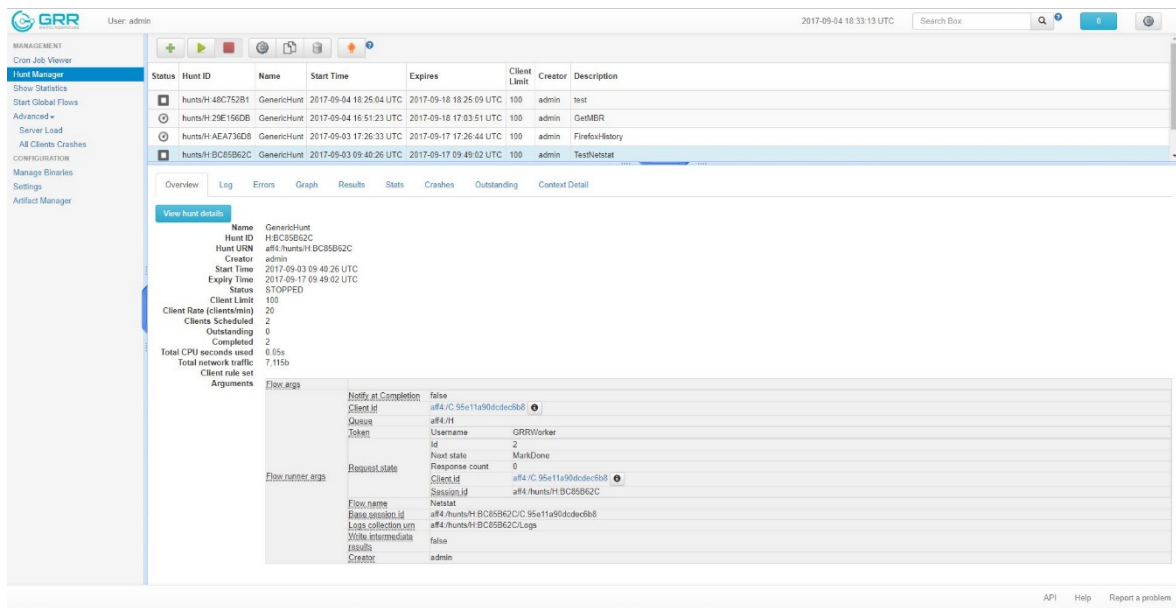 GRR
User: admin
2017-09-04 18:33:13 UTC
Search Box
0
MANAGEMENT
Cron Job Viewer
Hunt Manager
Show Statistics
Start Global Flows
Advanced
Server Load
All Clients Crashes
CONFIGURATION
Manage Binaries
Settings
Artifact Manager
Status Hunt ID Name Start Time Expires Client Limit Creator Description
hunts/H:48C752B1 GenericHunt 2017-09-04 18:25:04 UTC 2017-09-18 18:25:09 UTC 100 admin test
hunts/H:29E156DB GenericHunt 2017-09-04 16:51:23 UTC 2017-09-18 17:03:51 UTC 100 admin GetMBR
hunts/H:AEA736D8 GenericHunt 2017-09-03 17:26:33 UTC 2017-09-17 17:26:44 UTC 100 admin FirefoxHistory
hunts/H:BC85B62C GenericHunt 2017-09-03 09:40:26 UTC 2017-09-17 09:49:02 UTC 100 admin TestNetstat
Overview Log Errors Graph Results Stats Crashes Outstanding Context Detail
View hunt details
Name GenericHunt
Hunt ID H:BC85B62C
Hunt URN aff4:/hunts/H:BC85B62C
Creator admin
Start Time 2017-09-03 09:40:26 UTC
Expiry Time 2017-09-17 09:49:02 UTC
Status STOPPED
Client Limit 100
Client Rate (clients/min) 20
Clients Scheduled 2
Outstanding 0
Completed 2
Total CPU seconds used 0.05s
Total network traffic 7,115b
Client rule set
Arguments Flow args
Flow runner args
Notify at Completion false
Client id aff4:/C.95e11a90dcdec6b8
Queue aff4:/H
Token Username GRRWorker
Request state
Id 2
Next state MarkDone
Response count 0
Client id aff4:/C.95e11a90dcdec6b8
Session id aff4:/hunts/H:BC85B62C
Flow name Netstat
Base session id aff4:/hunts/H:BC85B62C/C.95e11a90dcdec6b8
Logs collection urn aff4:/hunts/H:BC85B62C/Logs
Write intermediate results false
Creator admin
API Help Report a problem